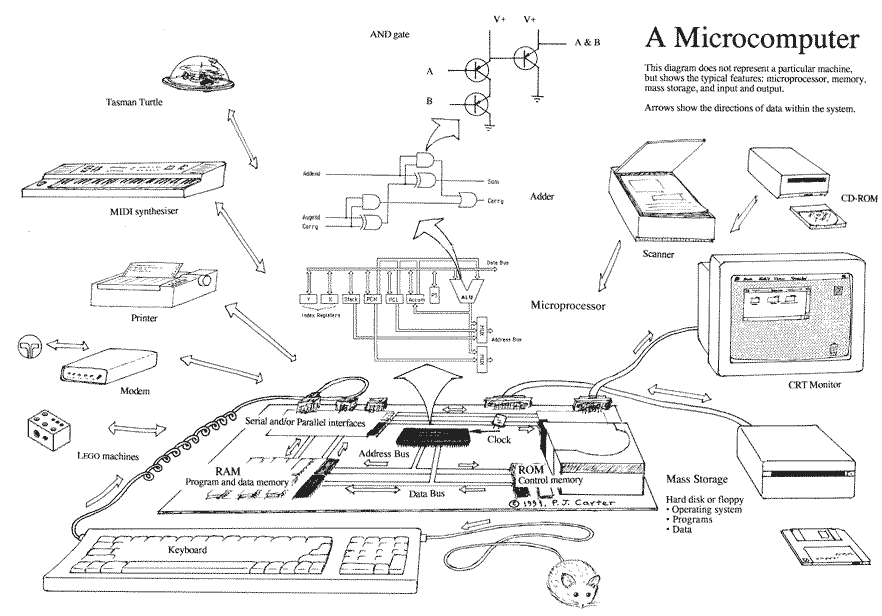 A Microcomputer
This diagram does not represent a particular machine,
but shows the typical features: microprocessor, memory,
mass storage, and input and output.
Arrows show the directions of data within the system.
AND gate
V+ V+
A & B
A
B
Tasman Turtle
MIDI synthesiser
Addend
Sum
Carry
Augend
Carry
Adder
Scanner
CD-ROM
Data Bus
Y X Stack PCH PCL Accum ALU
Index Registers
MUX
Address Bus
MUX
Microprocessor
Printer
Modem
CRT Monitor
LEGO machines
Serial and/or Parallel interfaces
Clock
Address Bus
RAM
Program and data memory
ROM
Control memory
Data Bus
© 1994, P. J. Carter
Mass Storage
Hard disk or floppy
• Operating system
• Programs
• Data
Keyboard